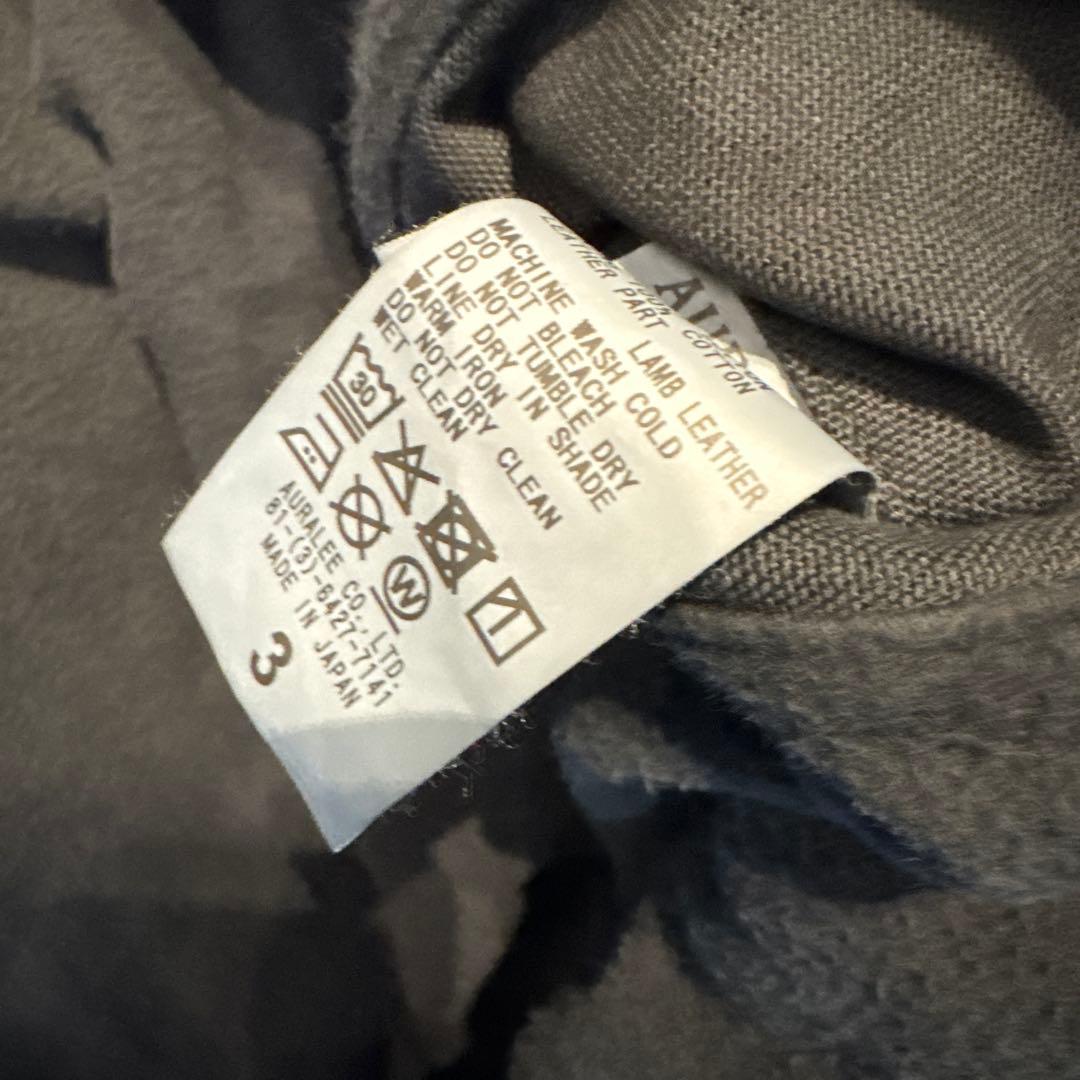 COTTON
LEATHER PART LAMB LEATHER
MACHINE WASH COLD
DO NOT BLEACH
DO NOT TUMBLE DRY
LINE DRY IN SHADE
WARM IRON
DO NOT DRY CLEAN
WET CLEAN
30
W
AURALEE CO.,LTD.
81-(3)-6427-7141
MADE IN JAPAN
3